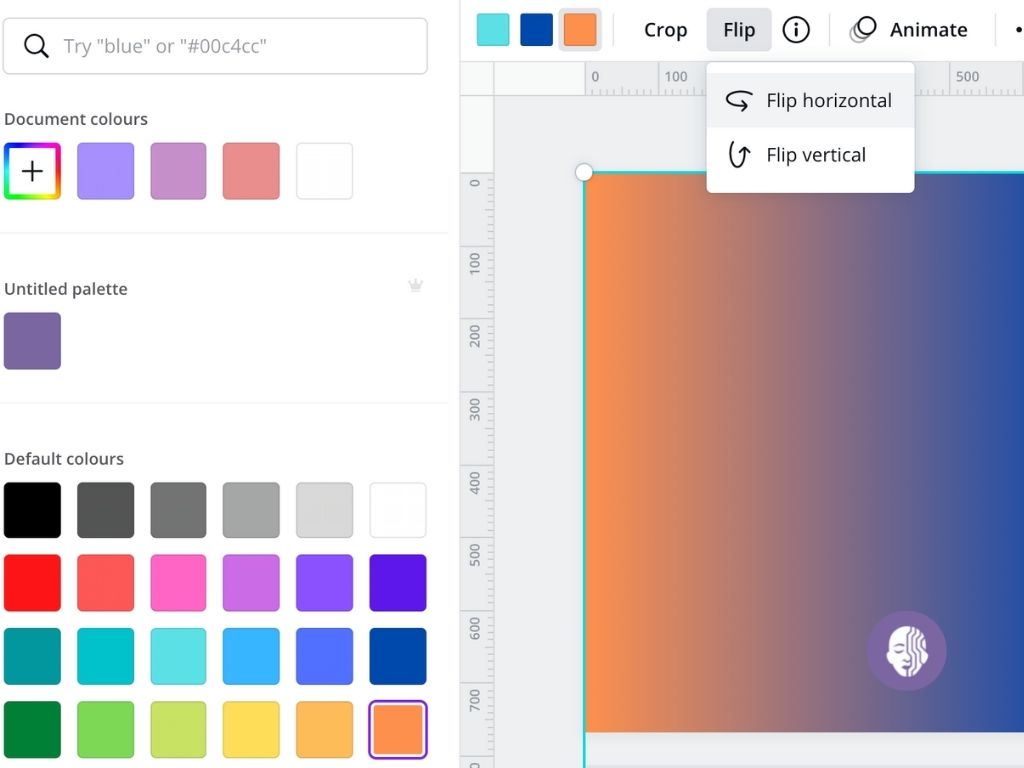 Try "blue" or "#00c4cc"
Crop
Flip
Animate
0
100
500
Flip horizontal
Flip vertical
Document colours
Untitled palette
Default colours
0
100
200
300
400
500
600
700